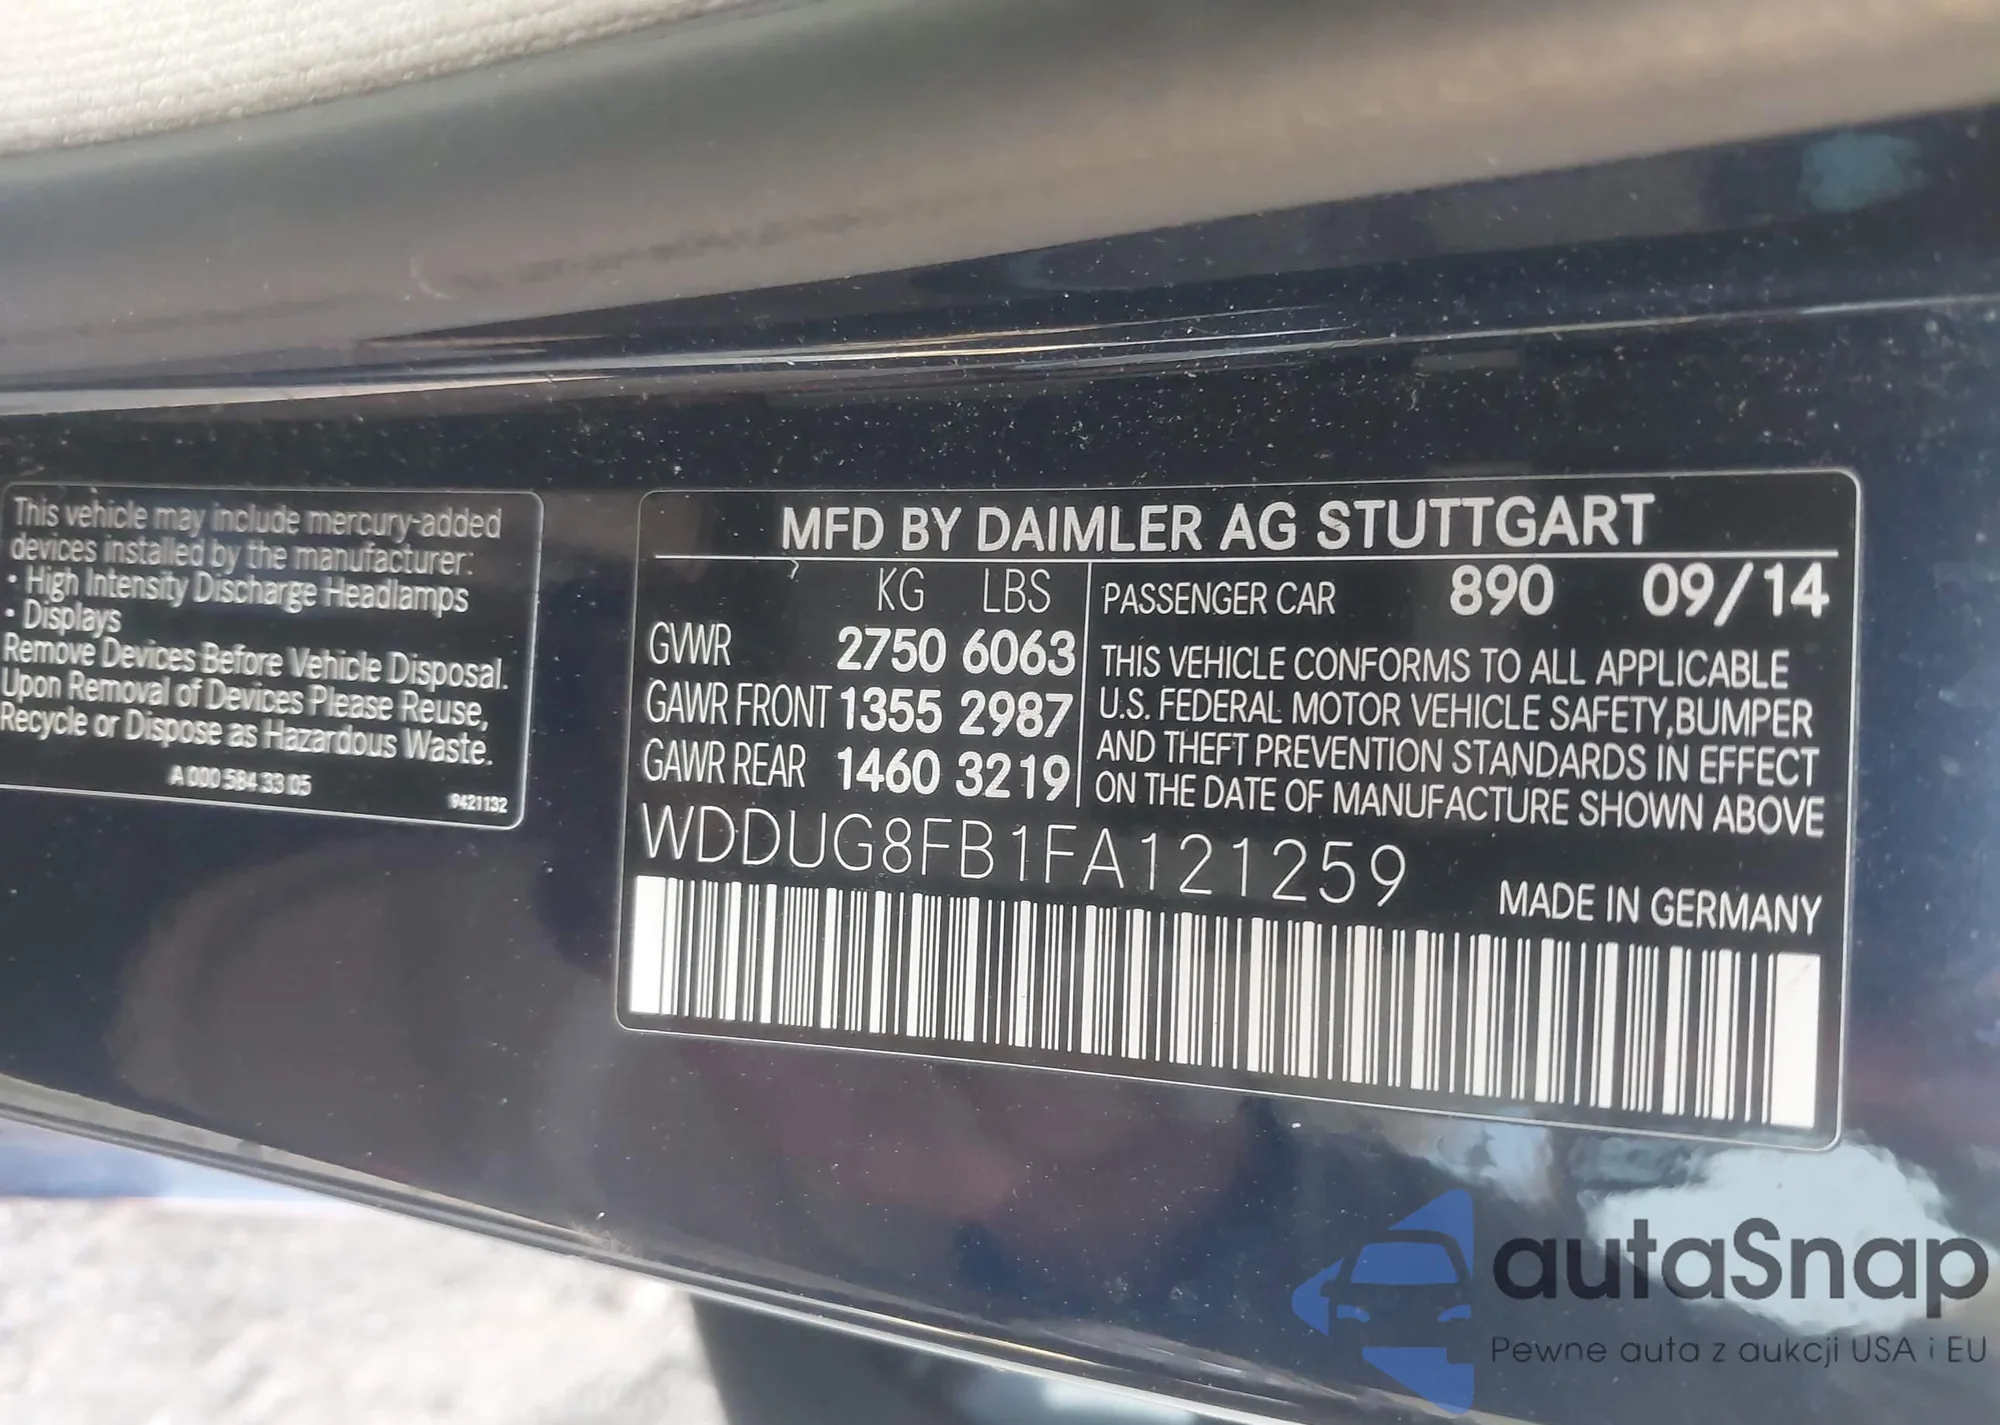 This vehicle may include mercury-added
devices installed by the manufacturer:
• High Intensity Discharge Headlamps
• Displays
Remove Devices Before Vehicle Disposal.
Upon Removal of Devices Please Reuse,
Recycle or Dispose as Hazardous Waste.
A 000 584 33 05
9421132
MFD BY DAIMLER AG STUTTGART
KG LBS
GVWR 2750 6063
GAWR FRONT 1355 2987
GAWR REAR 1460 3219
PASSENGER CAR 890 09/14
THIS VEHICLE CONFORMS TO ALL APPLICABLE
U.S. FEDERAL MOTOR VEHICLE SAFETY,BUMPER
AND THEFT PREVENTION STANDARDS IN EFFECT
ON THE DATE OF MANUFACTURE SHOWN ABOVE
WDDUG8FB1FA121259
MADE IN GERMANY
autaSnap
Pewne auta z aukcji USA i EU